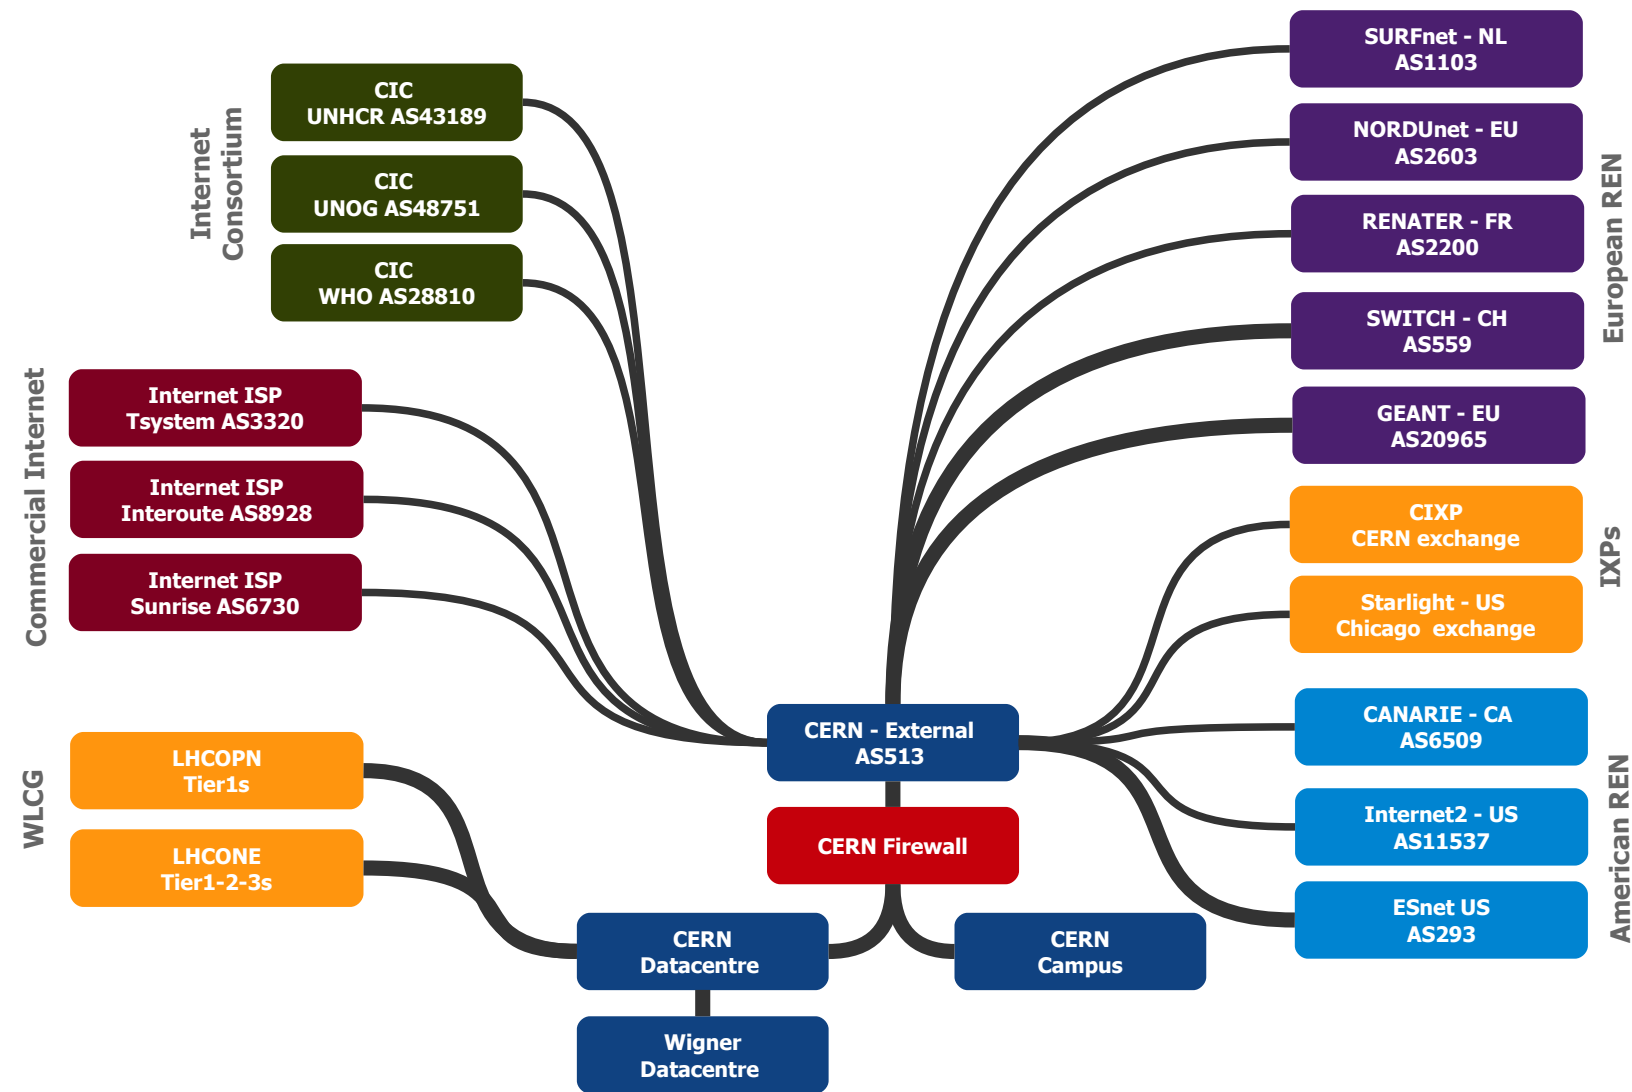 Internet
Consortium
CIC
UNHCR AS43189
CIC
UNOG AS48751
CIC
WHO AS28810
Commercial Internet
Internet ISP
Tsystem AS3320
Internet ISP
Interoute AS8928
Internet ISP
Sunrise AS6730
WLCG
LHCOPN
Tier1s
LHCONE
Tier1-2-3s
CERN - External
AS513
CERN Firewall
CERN
Datacentre
CERN
Campus
Wigner
Datacentre
SURFnet - NL
AS1103
NORDUnet - EU
AS2603
RENATER - FR
AS2200
SWITCH - CH
AS559
GEANT - EU
AS20965
European REN
CIXP
CERN exchange
Starlight - US
Chicago  exchange
IXPs
CANARIE - CA
AS6509
Internet2 - US
AS11537
ESnet US
AS293
American REN